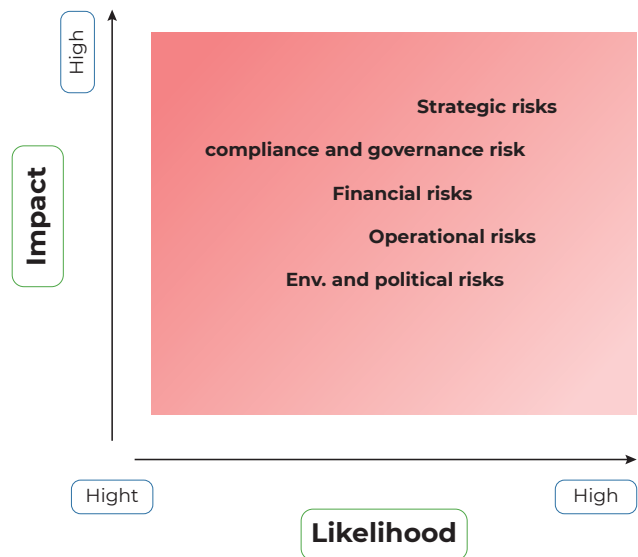 High
Impact
Strategic risks
compliance and governance risk
Financial risks
Operational risks
Env. and political risks
Hight
High
Likelihood